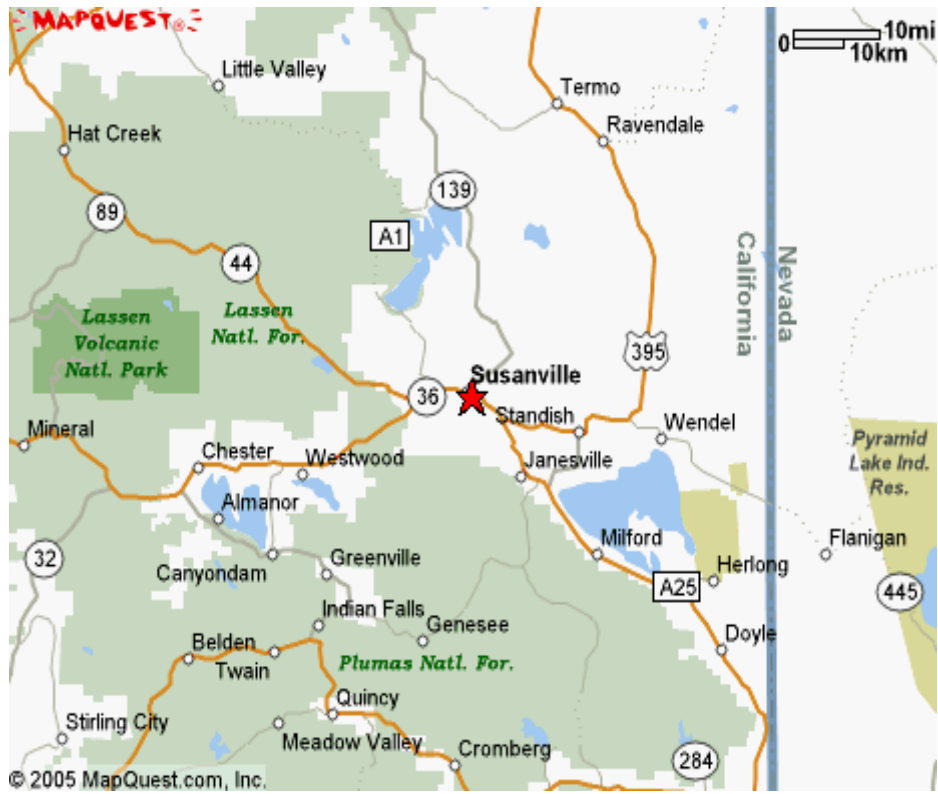 MAPQUEST®
0 10mi
10km
Little Valley
Termo
Ravendale
Hat Creek
139
89
A1
44
California
Nevada
Lassen
Volcanic
Natl. Park
Lassen
Natl. For.
395
Susanville
36
Standish
Wendel
Mineral
Chester
Westwood
Janesville
Pyramid
Lake Ind.
Res.
Almanor
32
Canyondam
Greenville
Milford
Herlong
Flanigan
A25
445
Indian Falls
Genesee
Belden
Twain
Plumas Natl. For.
Doyle
Quincy
Stirling City
Meadow Valley
Cromberg
284
© 2005 MapQuest.com, Inc.